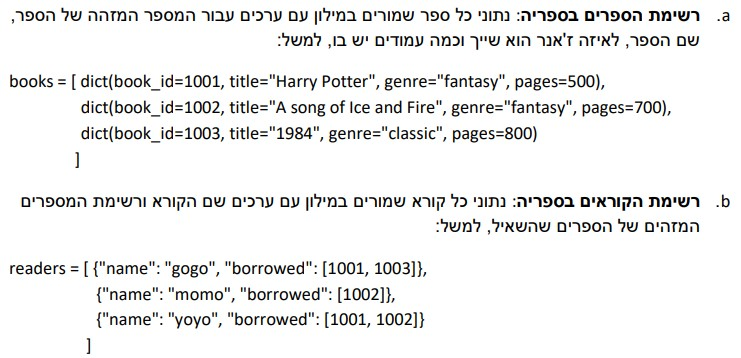 a. רשימת הספרים בספריה: נתוני כל ספר שמורים במילון עם ערכים עבור המספר המזהה של הספר,
שם הספר, לאיזה ז'אנר הוא שייך וכמה עמודים יש בו, למשל:
books = [ dict(book_id=1001, title="Harry Potter", genre="fantasy", pages=500),
dict(book_id=1002, title="A song of Ice and Fire", genre="fantasy", pages=700),
dict(book_id=1003, title="1984", genre="classic", pages=800)
]
b. רשימת הקוראים בספריה: נתוני כל קורא שמורים במילון עם ערכים שם הקורא ורשימת המספרים
המזהים של הספרים שהשאיל, למשל:
readers = [ {"name": "gogo", "borrowed": [1001, 1003]},
{"name": "momo", "borrowed": [1002]},
{"name": "yoyo", "borrowed": [1001, 1002]}
]